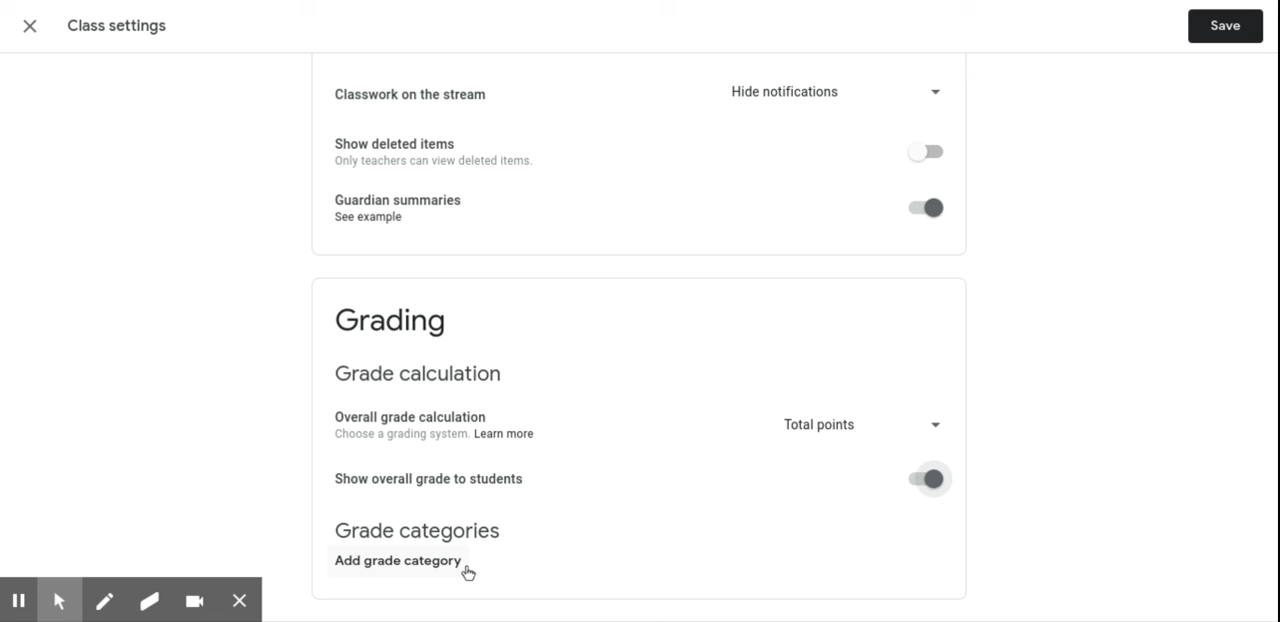 Class settings
Save
Classwork on the stream
Hide notifications
Show deleted items
Only teachers can view deleted items.
Guardian summaries
See example
Grading
Grade calculation
Overall grade calculation
Choose a grading system. Learn more
Total points
Show overall grade to students
Grade categories
Add grade category